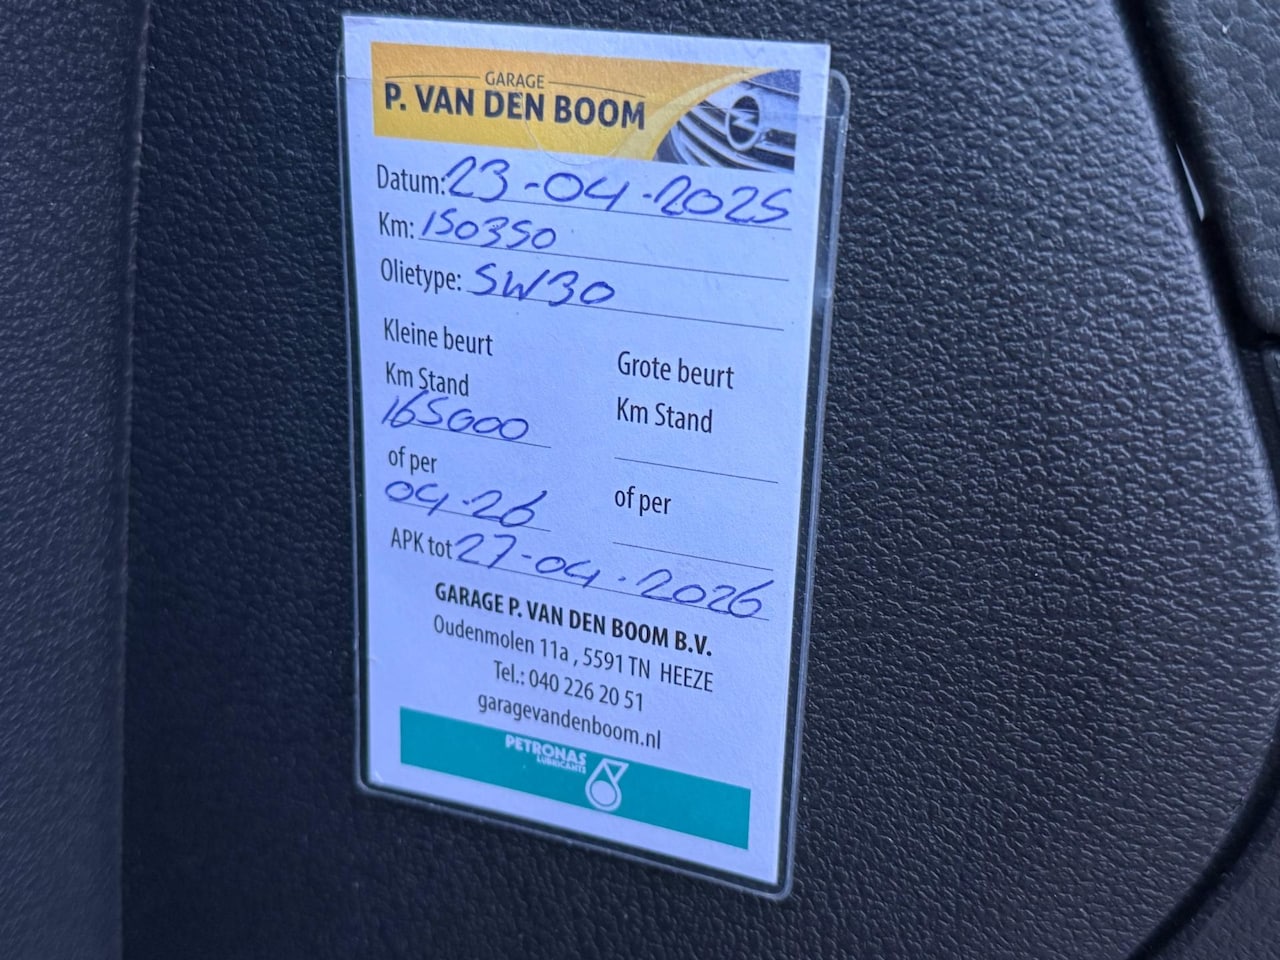 GARAGE
P. VAN DEN BOOM
Datum: 23-04-2025
Km: 150350
Olietype: 5W30
Kleine beurt
Km Stand
165000
of per
04-26
Grote beurt
Km Stand
of per
APK tot 27-04-2026
GARAGE P. VAN DEN BOOM B.V.
Oudenmolen 11a , 5591 TN HEEZE
Tel.: 040 226 20 51
garagevandenboom.nl
PETRONAS
LUBRICANTS